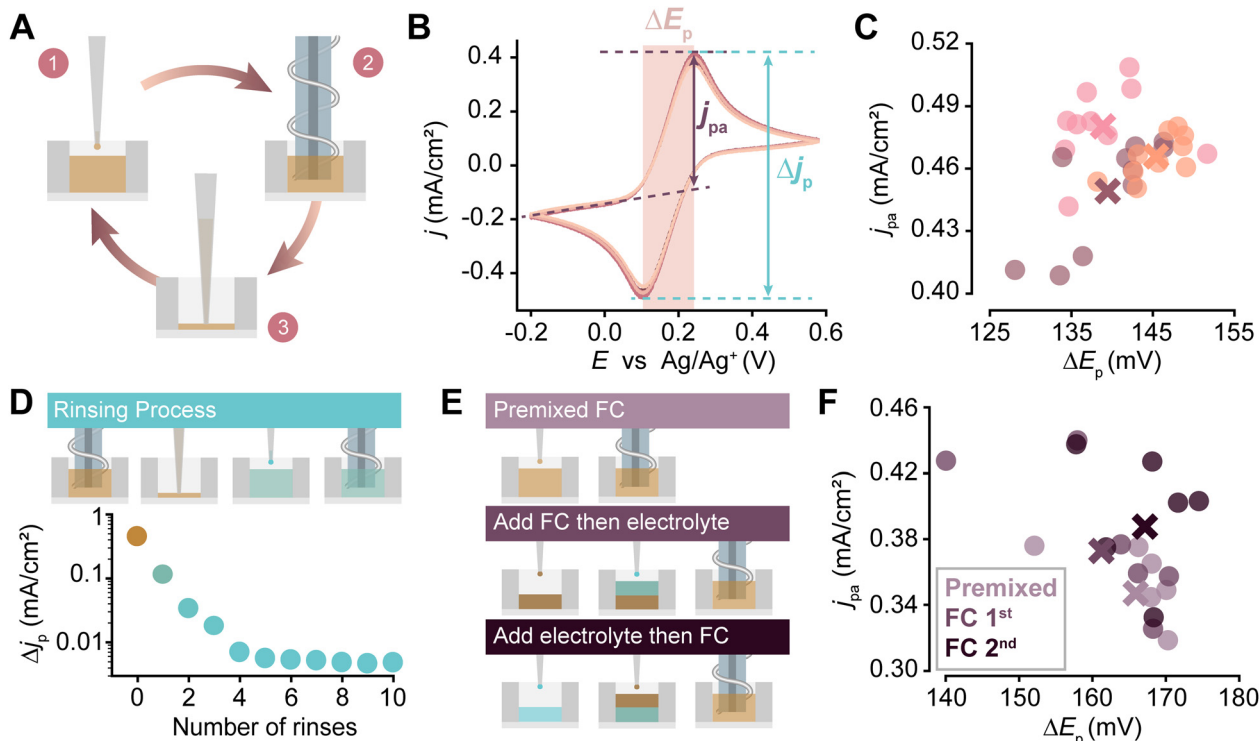 A
1
2
3
B
ΔEp
0.4
0.2
0.0
-0.2
-0.4
j (mA/cm²)
jpa
Δjp
-0.2
0.0
0.2
0.4
0.6
E vs Ag/Ag⁺ (V)
C
0.52
0.49
0.46
0.43
0.40
jpa (mA/cm²)
125
135
145
155
ΔEp (mV)
D
Rinsing Process
1
0.1
0.01
Δjp (mA/cm²)
0
2
4
6
8
10
Number of rinses
E
Premixed FC
Add FC then electrolyte
Add electrolyte then FC
F
0.46
0.42
0.38
0.34
0.30
jpa (mA/cm²)
Premixed
FC 1st
FC 2nd
140
150
160
170
180
ΔEp (mV)